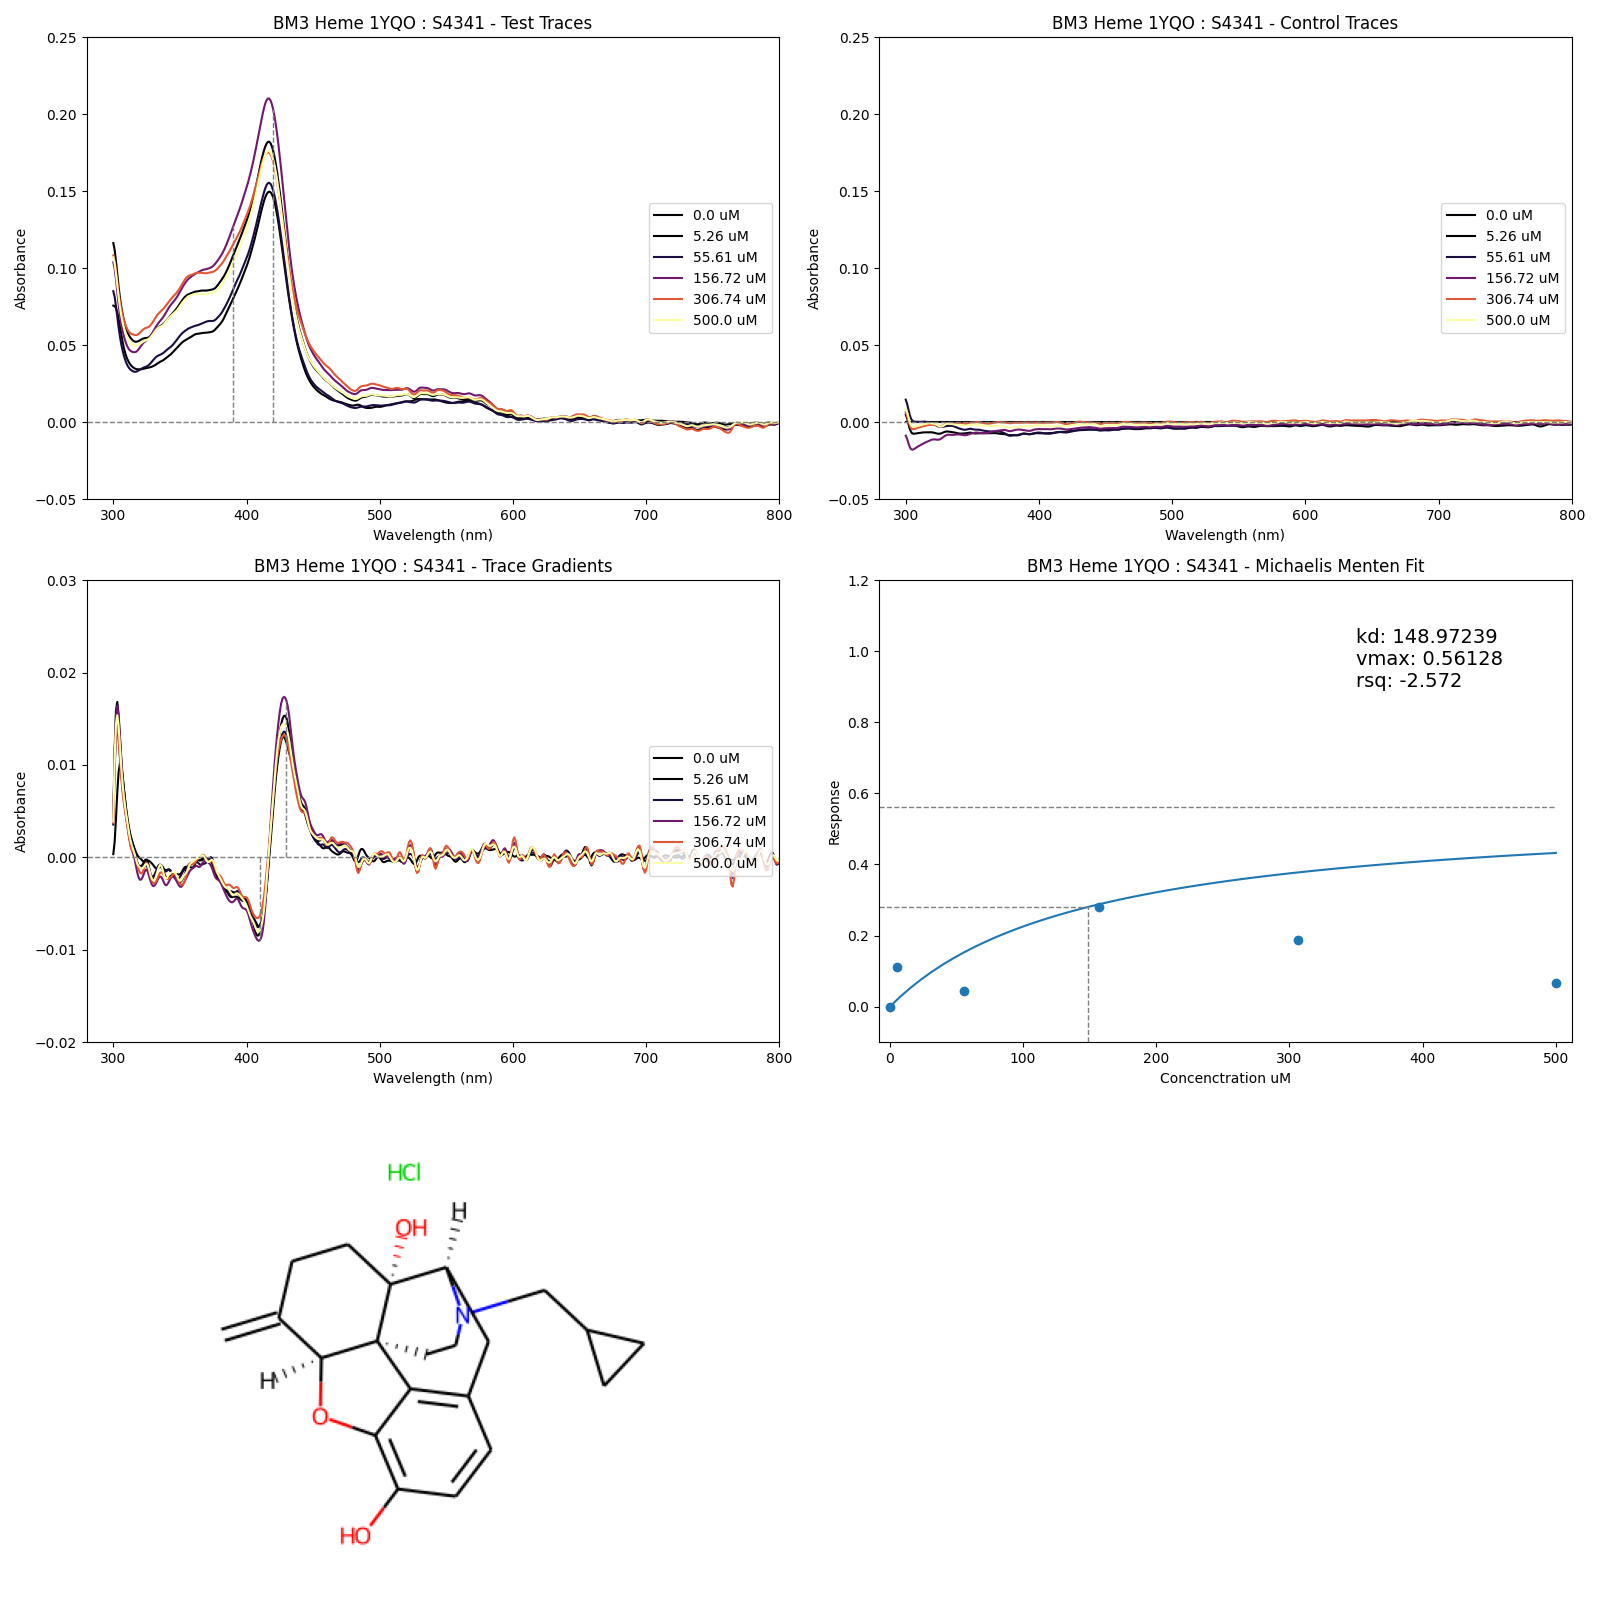 BM3 Heme 1YQO : S4341 - Test Traces
0.25
0.20
0.15
0.10
0.05
0.00
−0.05
Absorbance
300 400 500 600 700 800
Wavelength (nm)
0.0 uM
5.26 uM
55.61 uM
156.72 uM
306.74 uM
500.0 uM
BM3 Heme 1YQO : S4341 - Control Traces
0.25
0.20
0.15
0.10
0.05
0.00
−0.05
Absorbance
300 400 500 600 700 800
Wavelength (nm)
0.0 uM
5.26 uM
55.61 uM
156.72 uM
306.74 uM
500.0 uM
BM3 Heme 1YQO : S4341 - Trace Gradients
0.03
0.02
0.01
0.00
−0.01
−0.02
Absorbance
300 400 500 600 700 800
Wavelength (nm)
0.0 uM
5.26 uM
55.61 uM
156.72 uM
306.74 uM
500.0 uM
BM3 Heme 1YQO : S4341 - Michaelis Menten Fit
1.2
1.0
0.8
0.6
0.4
0.2
0.0
Response
0 100 200 300 400 500
Concenctration uM
kd: 148.97239
vmax: 0.56128
rsq: -2.572
HCl
H
OH
N
H
O
HO